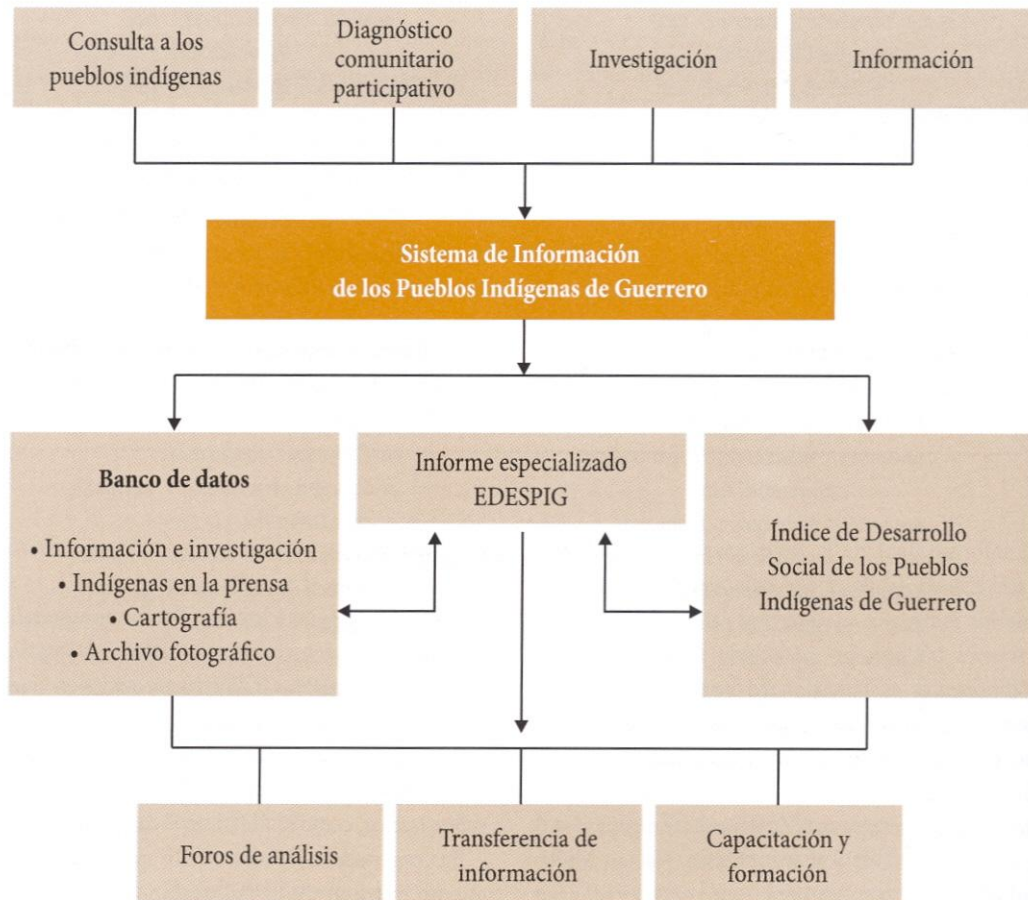 Consulta a los
pueblos indígenas
Diagnóstico
comunitario
participativo
Investigación
Información
Sistema de Información
de los Pueblos Indígenas de Guerrero
Banco de datos
• Información e investigación
• Indígenas en la prensa
• Cartografía
• Archivo fotográfico
Informe especializado
EDESPIG
Índice de Desarrollo
Social de los Pueblos
Indígenas de Guerrero
Foros de análisis
Transferencia de
información
Capacitación y
formación